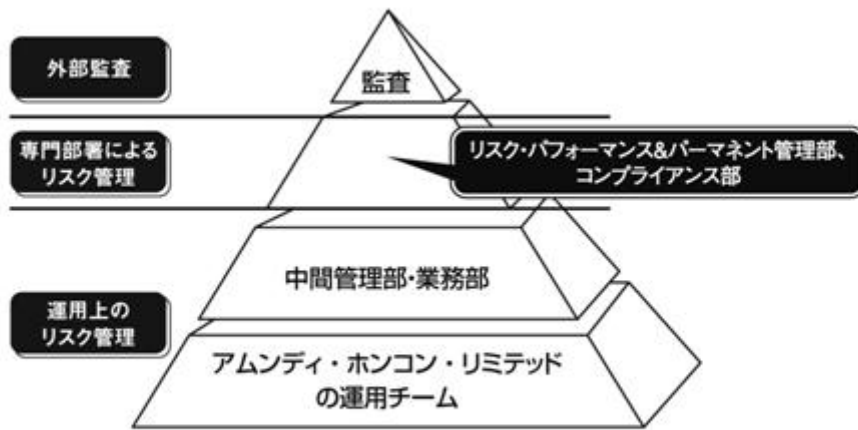 外部監査
監査
専門部署による
リスク管理
リスク・パフォーマンス&パーマネント管理部、
コンプライアンス部
中間管理部・業務部
運用上の
リスク管理
アムンディ・ホンコン・リミテッド
の運用チーム